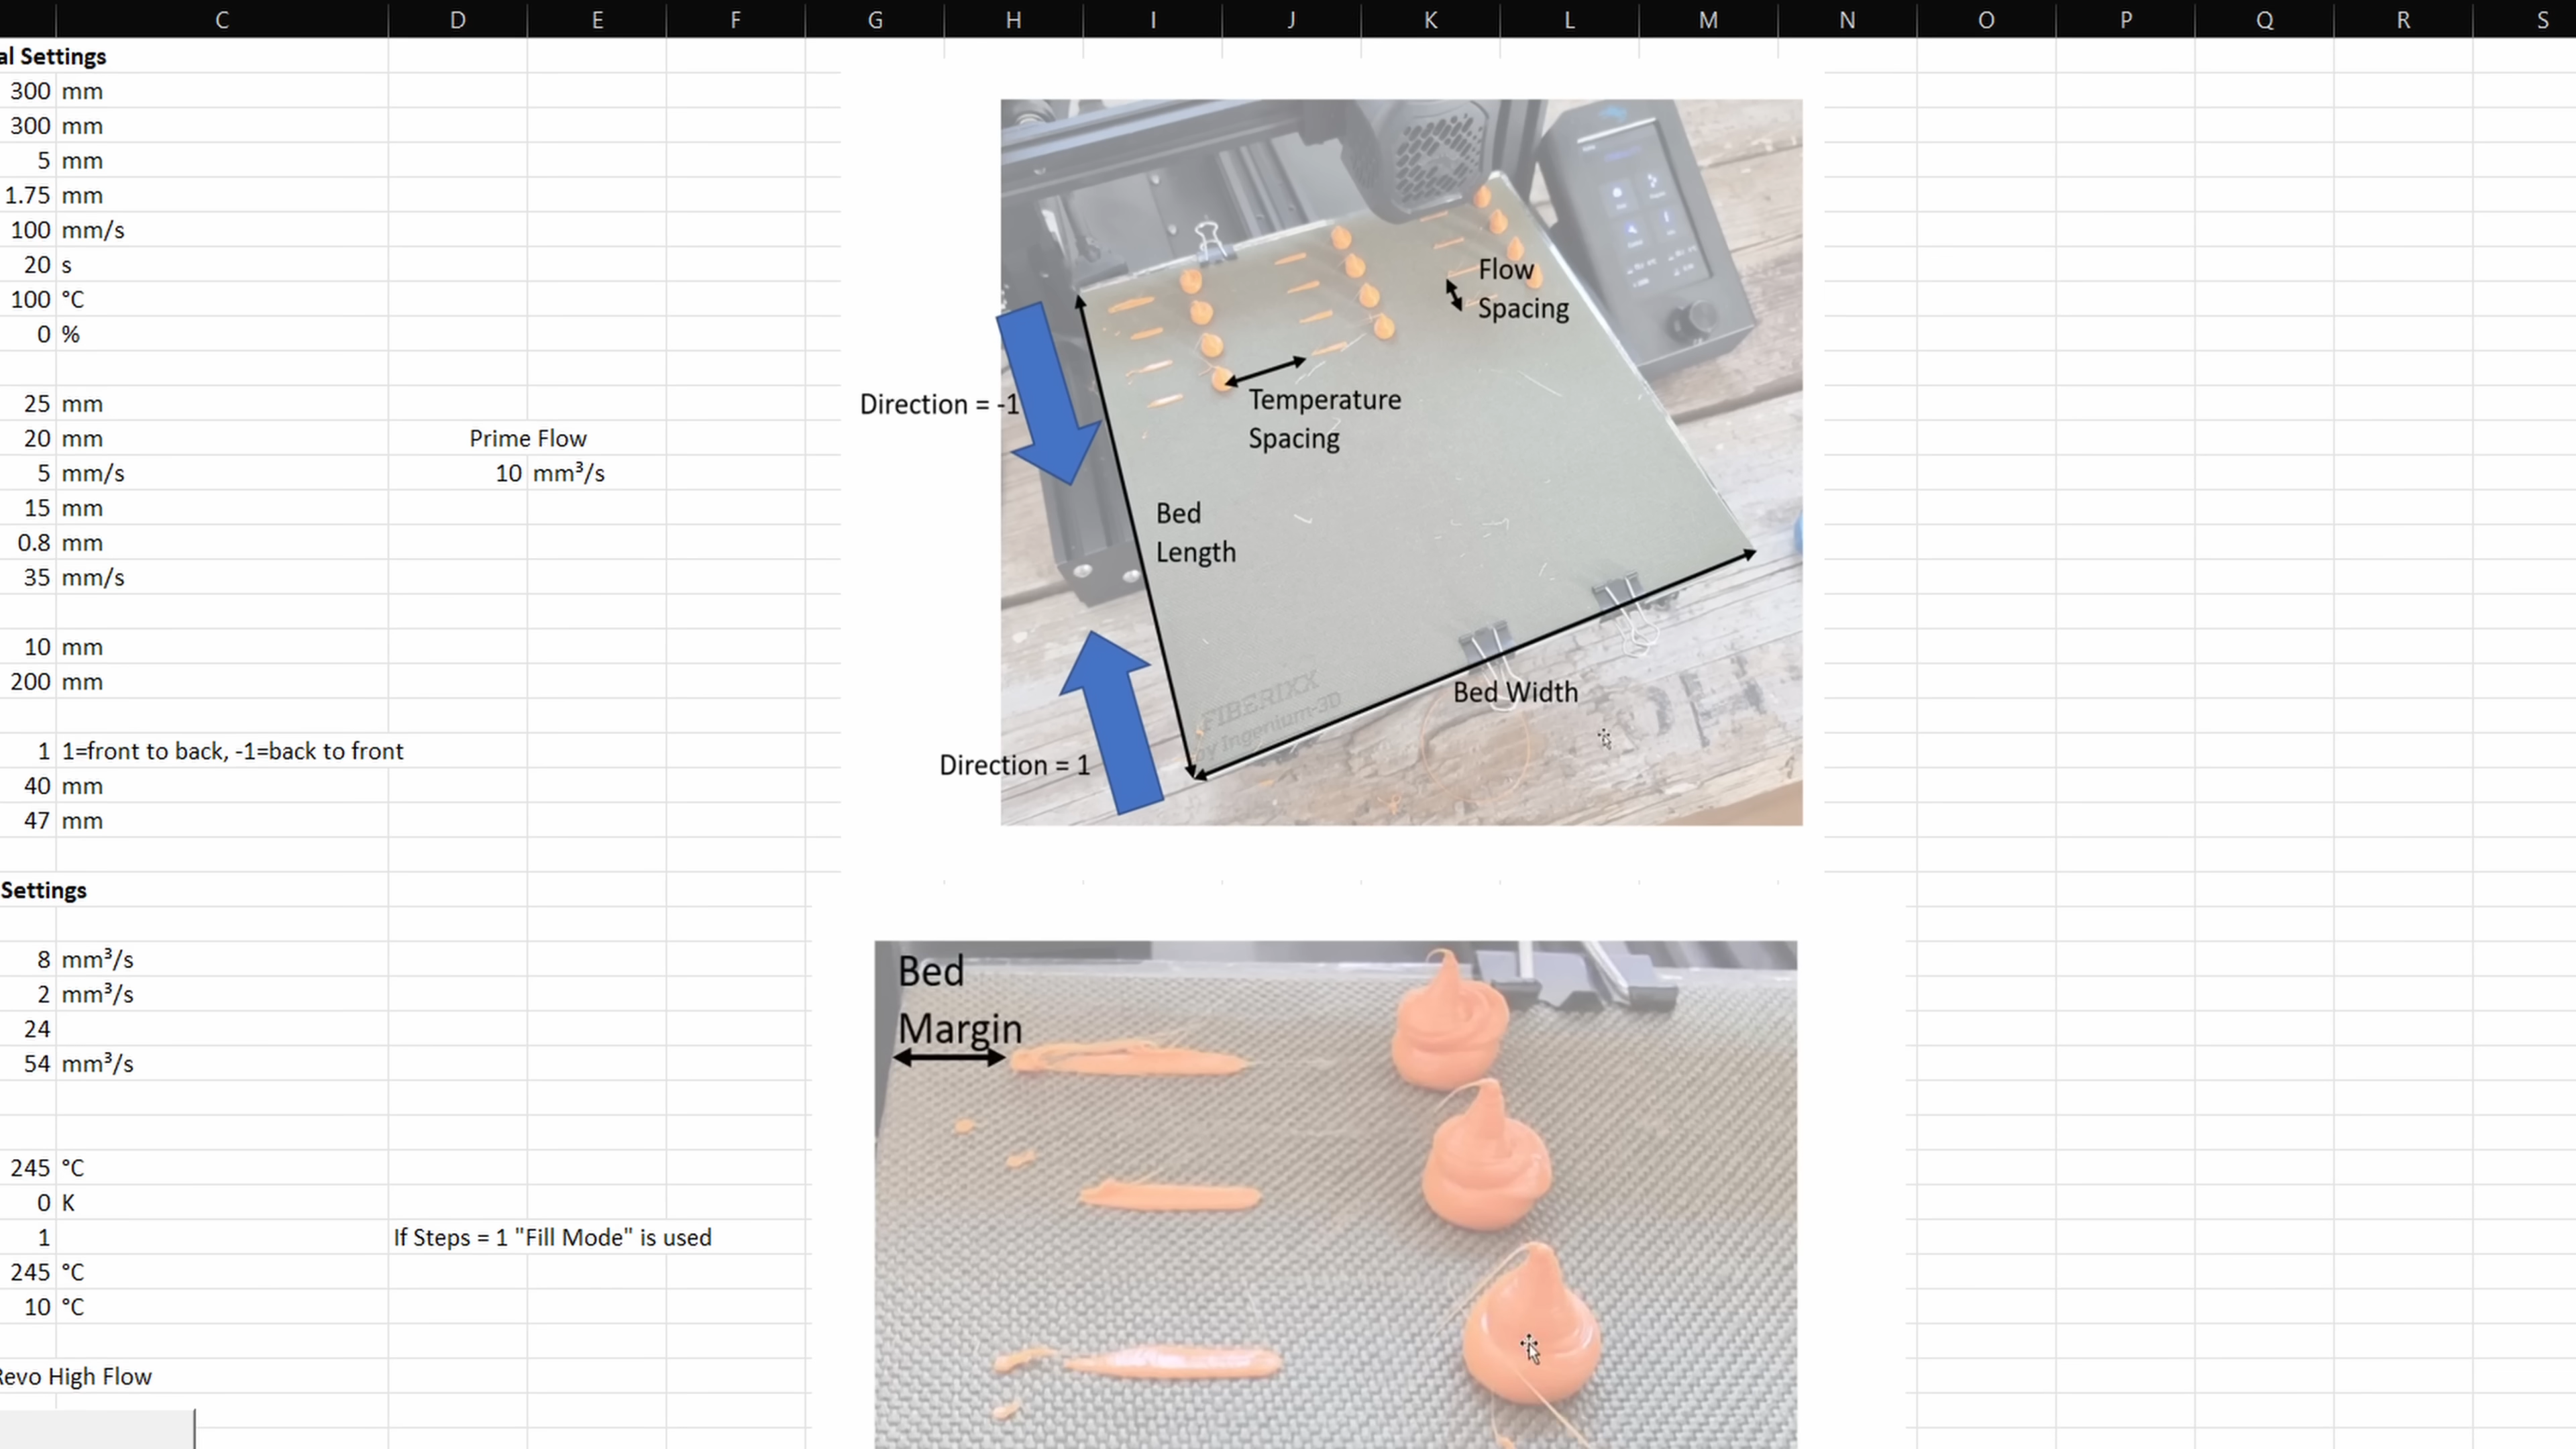 C D E F G H I J K L M N O P Q R S
al Settings
300 mm
300 mm
5 mm
1.75 mm
100 mm/s
20 s
100 °C
0 %
25 mm
20 mm Prime Flow
5 mm/s 10 mm³/s
15 mm
0.8 mm
35 mm/s
10 mm
200 mm
1 1=front to back, -1=back to front
40 mm
47 mm
Settings
8 mm³/s
2 mm³/s
24
54 mm³/s
245 °C
0 K
1 If Steps = 1 "Fill Mode" is used
245 °C
10 °C
Revo High Flow
Flow
Spacing
Direction = -1
Temperature
Spacing
Bed
Length
Bed Width
FIBERIXX
by Ingenium-3D
Direction = 1
Bed
Margin